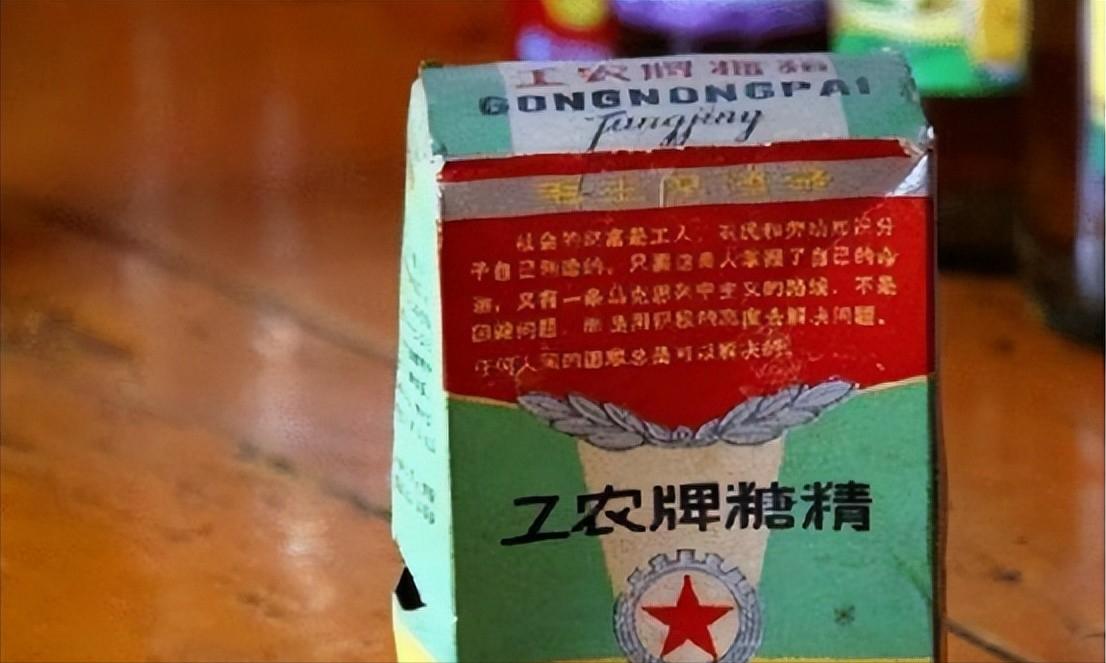 工农牌糖精
GONGNONGPAI
Tangjing
毛主席语录
社会的财富是工人、农民和劳动知识分
子自己创造的。只要这些人掌握了自己的命
运,又有一条马克思列宁主义的路线,不是
回避问题,而是用积极的态度去解决问题,
任何人间的困难总是可以解决的。
工农牌糖精